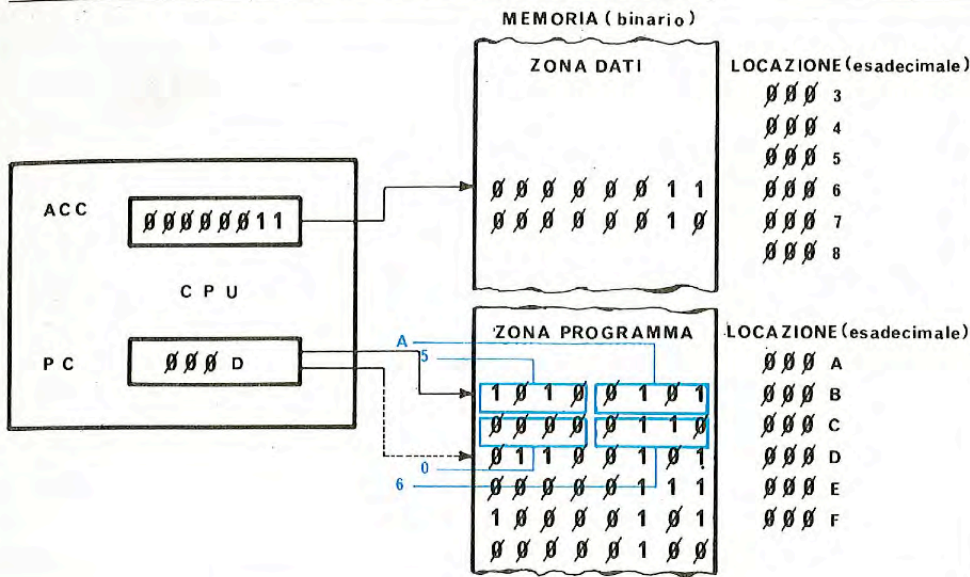 MEMORIA (binario)
ZONA DATI
LOCAZIONE (esadecimale)
ØØØ 3
ØØØ 4
ØØØ 5
ØØØ 6
ØØØ 7
ØØØ 8
Ø Ø Ø Ø Ø Ø 1 1
Ø Ø Ø Ø Ø Ø 1 Ø
ACC
ØØØØØØ11
CPU
PC
ØØØ D
ZONA PROGRAMMA
LOCAZIONE (esadecimale)
A
5
1 Ø 1 Ø Ø 1 Ø 1
Ø Ø Ø Ø Ø 1 1 Ø
Ø 1 1 Ø Ø 1 Ø 1
Ø Ø Ø Ø Ø 1 1 1
1 Ø Ø Ø Ø 1 Ø 1
Ø Ø Ø Ø Ø 1 Ø Ø
0
6
ØØØ A
ØØØ B
ØØØ C
ØØØ D
ØØØ E
ØØØ F